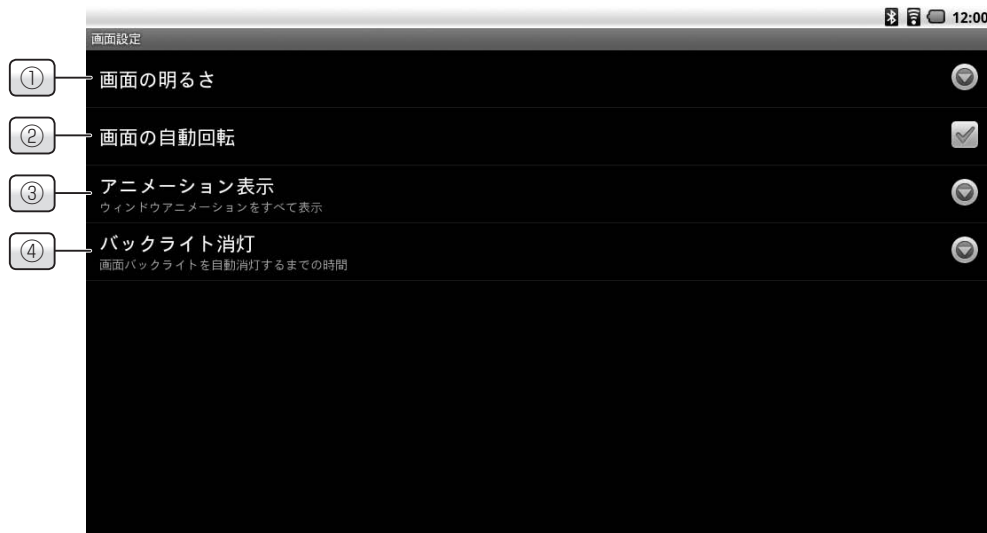 12:00
画面設定
① 画面の明るさ
② 画面の自動回転
③ アニメーション表示
ウィンドウアニメーションをすべて表示
④ バックライト消灯
画面バックライトを自動消灯するまでの時間